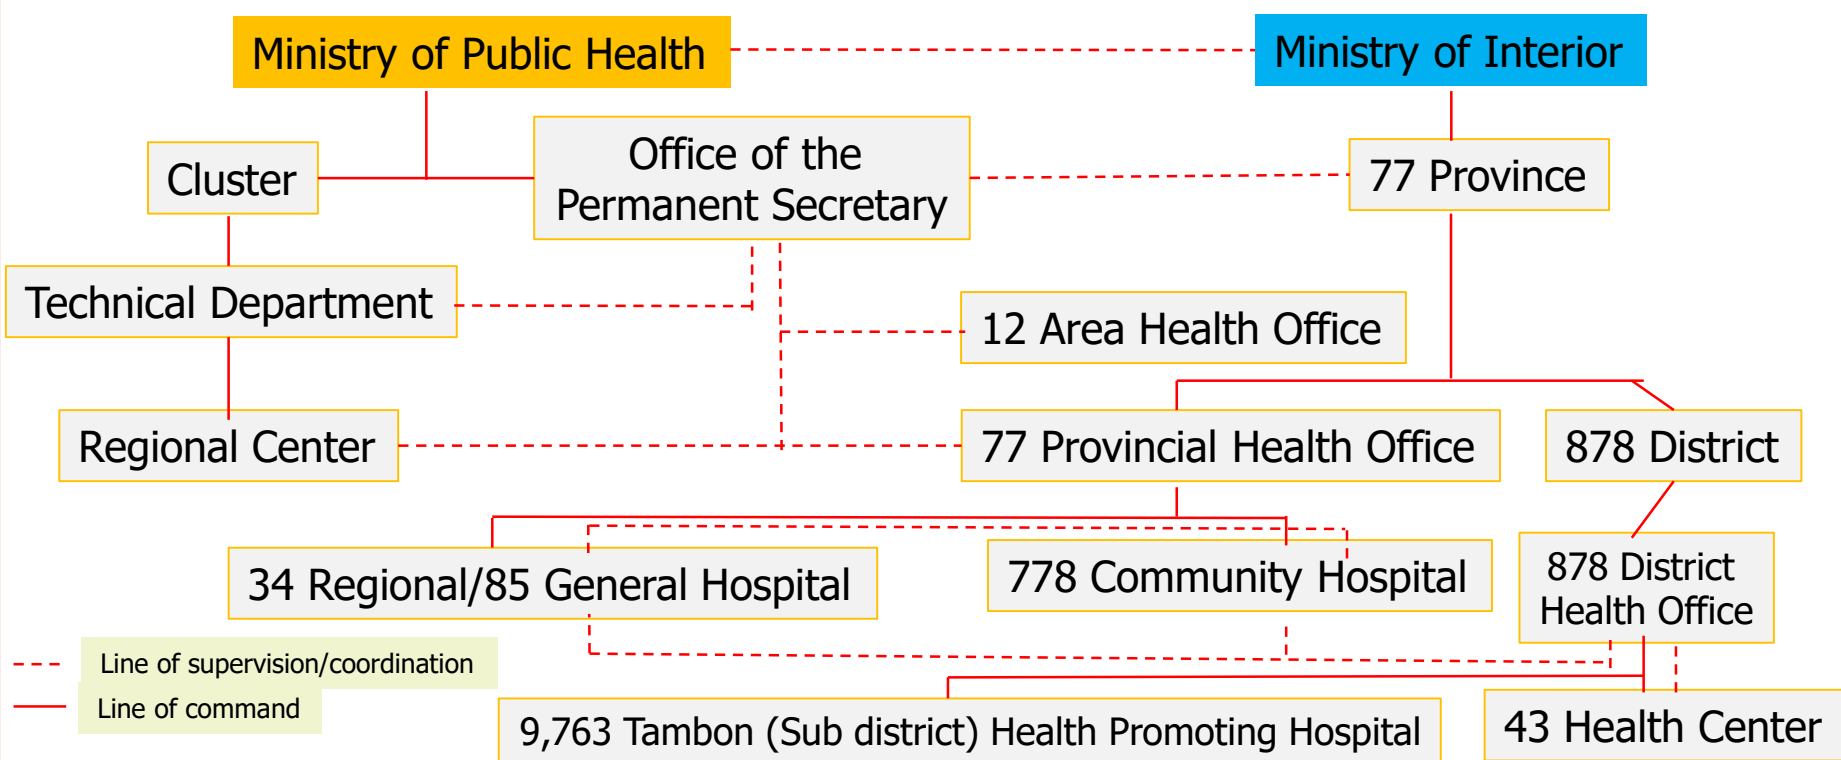 Ministry of Public Health
Ministry of Interior
Cluster
Office of the
Permanent Secretary
77 Province
Technical Department
12 Area Health Office
Regional Center
77 Provincial Health Office
878 District
34 Regional/85 General Hospital
778 Community Hospital
878 District
Health Office
Line of supervision/coordination
Line of command
9,763 Tambon (Sub district) Health Promoting Hospital
43 Health Center